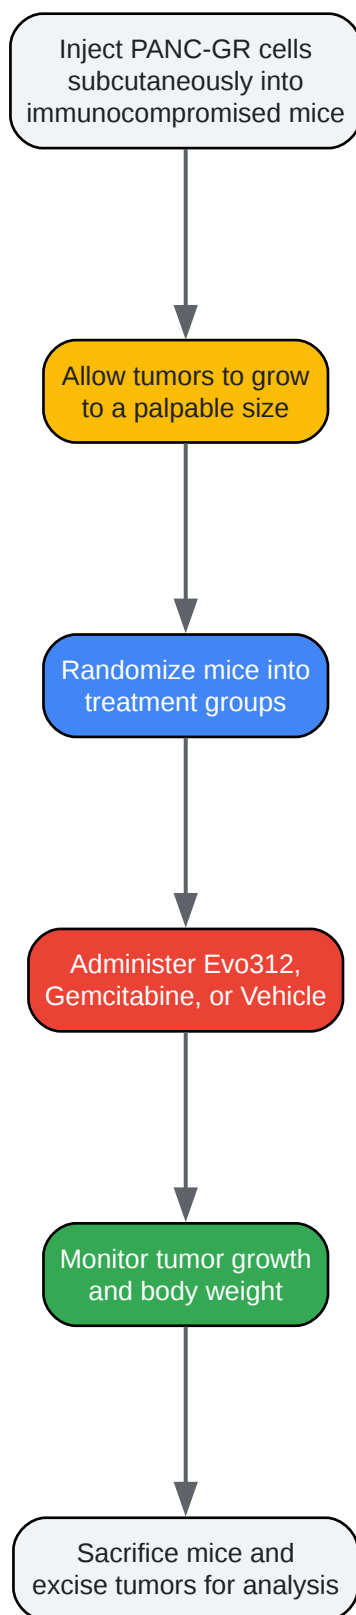 Inject PANC-GR cells
subcutaneously into
immunocompromised mice
Allow tumors to grow
to a palpable size
Randomize mice into
treatment groups
Administer Evo312,
Gemcitabine, or Vehicle
Monitor tumor growth
and body weight
Sacrifice mice and
excise tumors for analysis